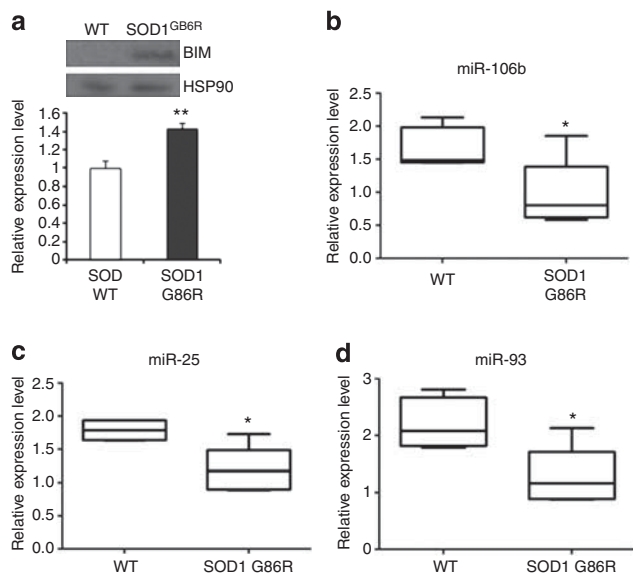 a
WT SOD1GB6R
BIM
HSP90
Relative expression level
1.6
1.4
1.2
1
0.8
0.6
0.4
0.2
0
**
SOD
WT
SOD1
G86R
b
miR-106b
Relative expression level
2.5
2.0
1.5
1.0
0.5
0.0
*
WT
SOD1
G86R
c
miR-25
Relative expression level
2.0
1.5
1.0
0.5
0.0
*
WT
SOD1 G86R
d
miR-93
Relative expression level
3
2
1
0
*
WT
SOD1 G86R